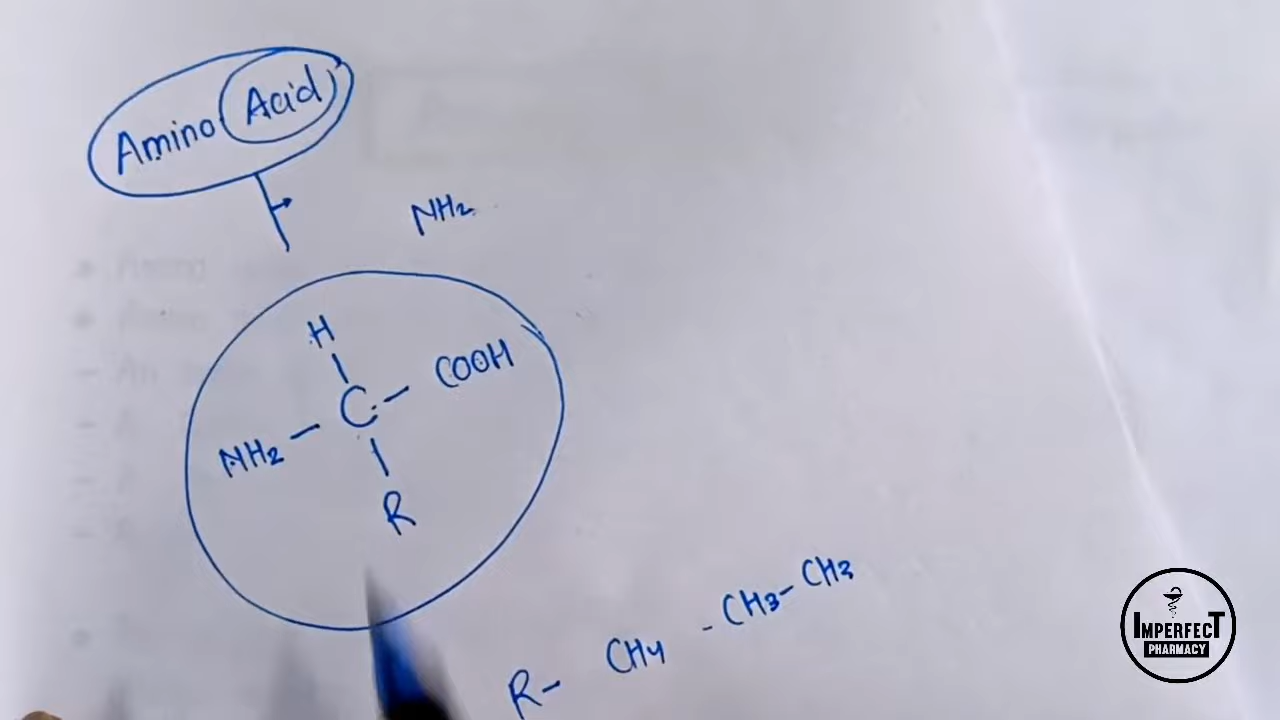 Amino Acid
NH2
H
C - COOH
NH2 -
R
R- CH4 - CH3-CH3
IMPERFECT
PHARMACY